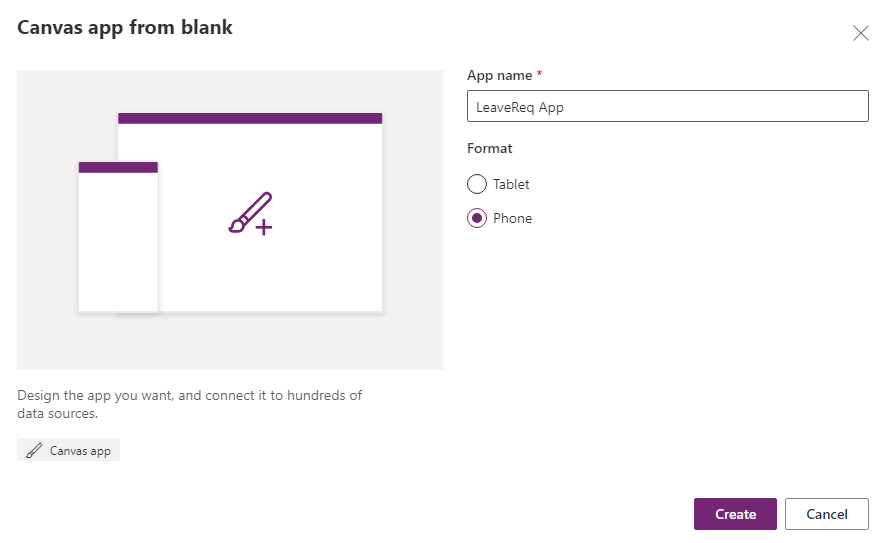 Canvas app from blank
App name *
LeaveReq App
Format
Tablet
Phone
Design the app you want, and connect it to hundreds of
data sources.
Canvas app
Create
Cancel